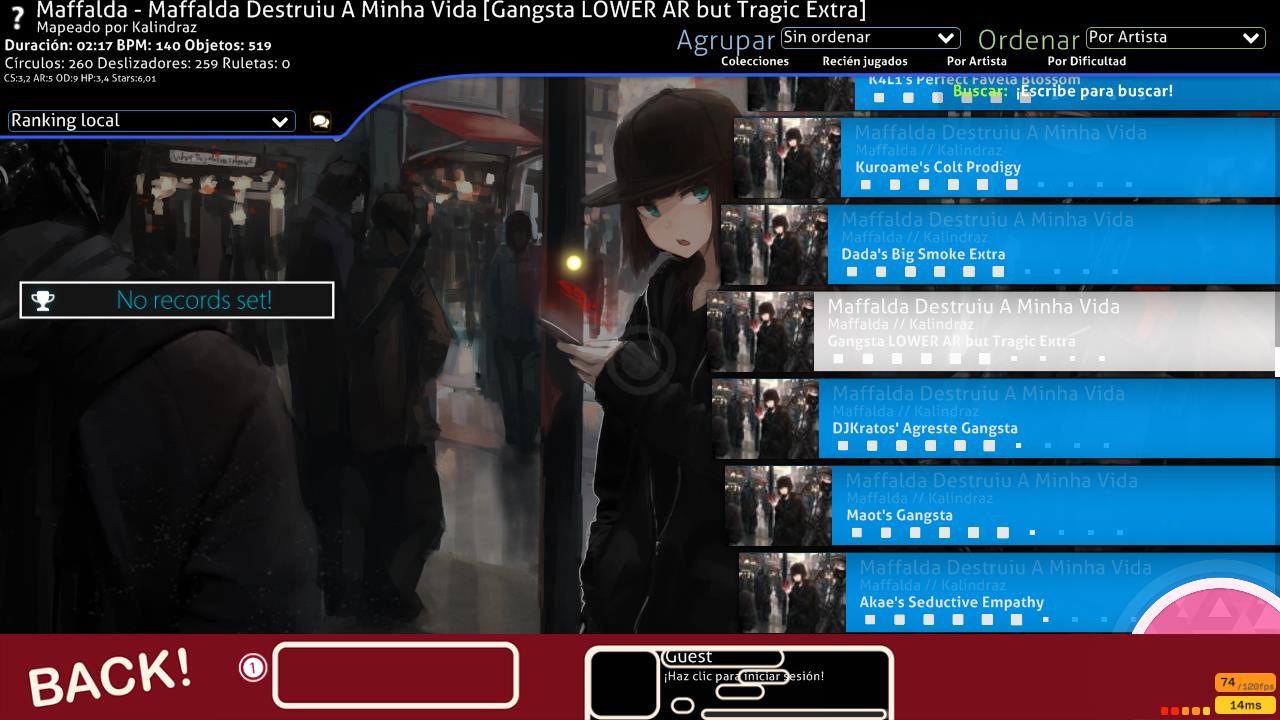 Maffalda - Maffalda Destruiu A Minha Vida [Gangsta LOWER AR but Tragic Extra]
Mapeado por Kalindraz
Duración: 02:17 BPM: 140 Objetos: 519
Círculos: 260 Deslizadores: 259 Ruletas: 0
CS:3,2 AR:5 OD:9 HP:3,4 Stars:6,01
Agrupar Sin ordenar
Ordenar Por Artista
Colecciones Recién jugados Por Artista Por Dificultad
K4L1's Perfect Favela Blossom
Buscar: ¡Escribe para buscar!
Ranking local
Maffalda Destruiu A Minha Vida
Maffalda // Kalindraz
Kuroame's Colt Prodigy
Maffalda Destruiu A Minha Vida
Maffalda // Kalindraz
Dada's Big Smoke Extra
No records set!
Maffalda Destruiu A Minha Vida
Maffalda // Kalindraz
Gangsta LOWER AR but Tragic Extra
Maffalda Destruiu A Minha Vida
Maffalda // Kalindraz
DJKratos' Agreste Gangsta
Maffalda Destruiu A Minha Vida
Maffalda // Kalindraz
Maot's Gangsta
Maffalda Destruiu A Minha Vida
Maffalda // Kalindraz
Akae's Seductive Empathy
BACK!
1
Guest
¡Haz clic para iniciar sesión!
74 /120fps
14ms